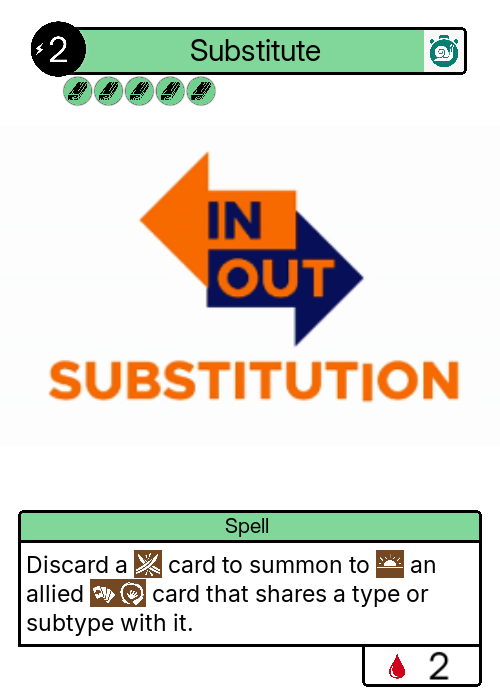 2
Substitute
IN
OUT
SUBSTITUTION
Spell
Discard a card to summon to an
allied card that shares a type or
subtype with it.
2